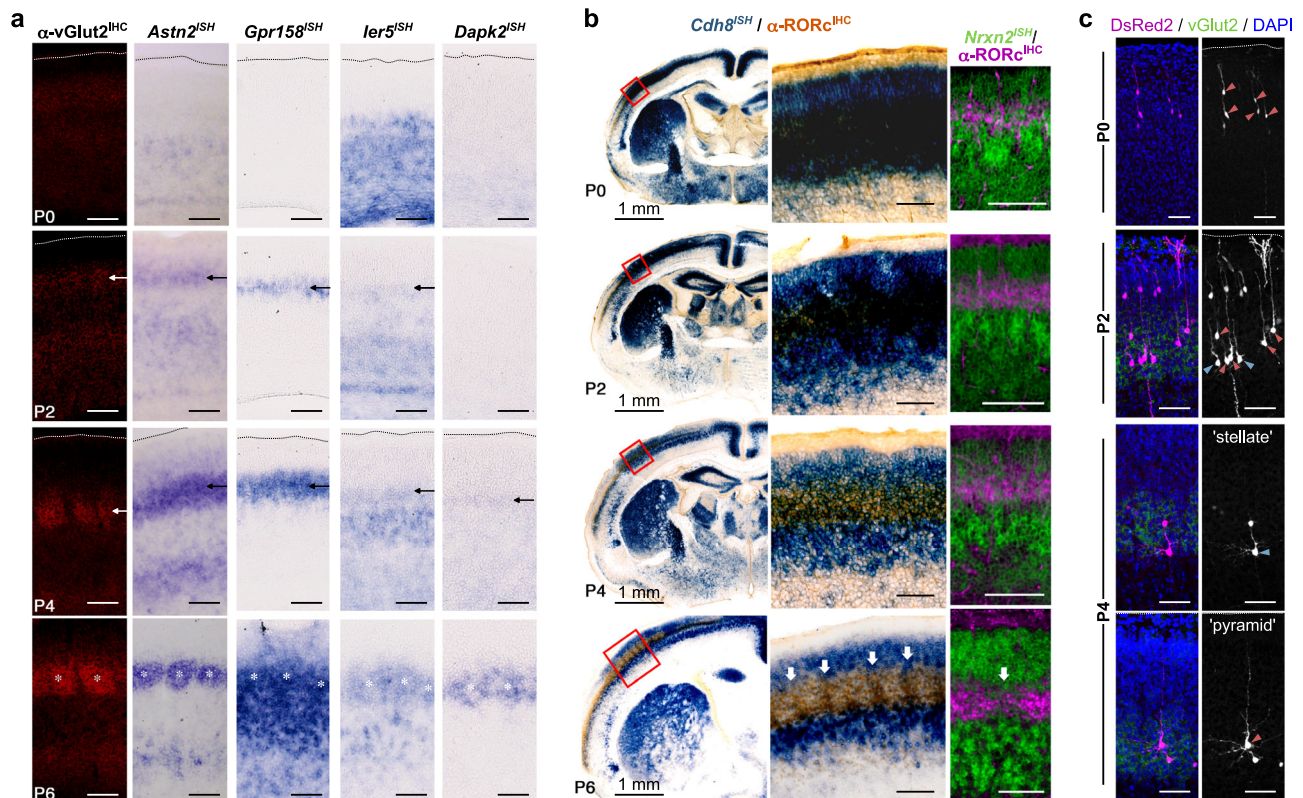 a
α-vGlut2IHC
Astn2ISH
Gpr158ISH
Ier5ISH
Dapk2ISH
P0
P2
P4
P6
b
Cdh8ISH / α-RORcIHC
Nrxn2ISH/
α-RORcIHC
P0
1 mm
P2
1 mm
P4
1 mm
P6
1 mm
c
DsRed2 / vGlut2 / DAPI
P0
P2
P4
'stellate'
'pyramid'